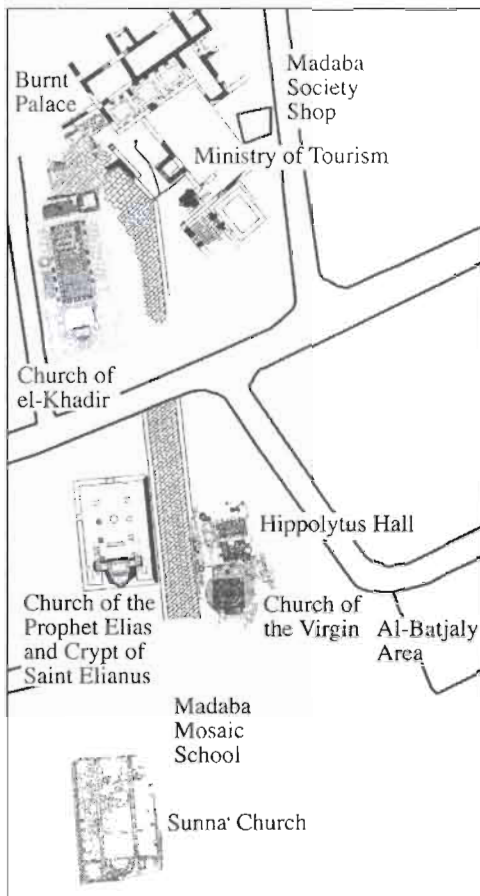 Burnt
Palace
Madaba
Society
Shop
Ministry of Tourism
Church of
el-Khadir
Hippolytus Hall
Church of the
Prophet Elias
and Crypt of
Saint Elianus
Church of
the Virgin
Al-Batjaly
Area
Madaba
Mosaic
School
Sunna‘ Church